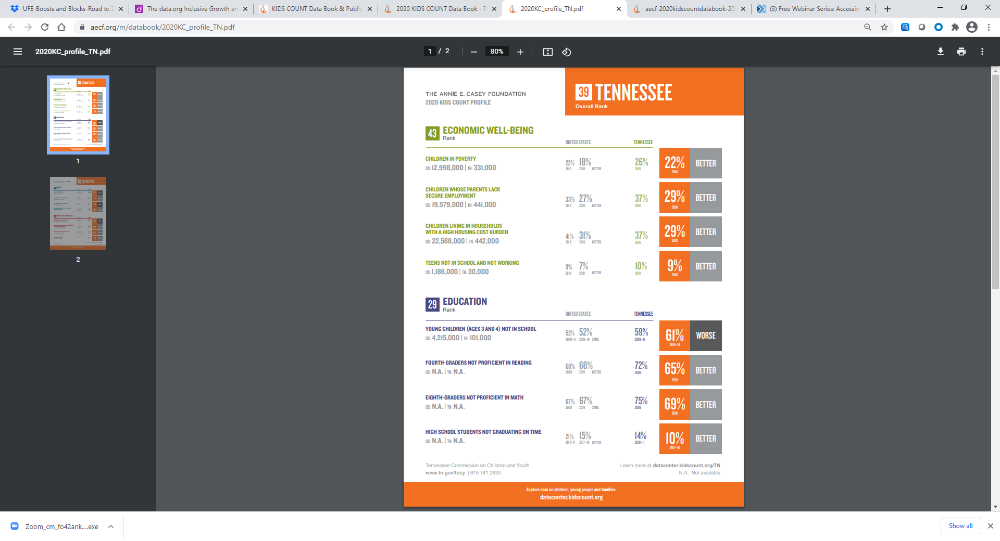 UFE-Boosts and Blocks-Road to Z
The data.org Inclusive Growth an
KIDS COUNT Data Book & Public
2020 KIDS COUNT Data Book - T
2020KC_profile_TN.pdf
aecf-2020kidscountdatabook-202
(3) Free Webinar Series: Accessin
aecf.org/m/databook/2020KC_profile_TN.pdf
2020KC_profile_TN.pdf
1 / 2
80%
1
2
THE ANNIE E. CASEY FOUNDATION
2020 KIDS COUNT PROFILE
39 TENNESSEE
Overall Rank
43 ECONOMIC WELL-BEING
Rank
UNITED STATES TENNESSEE
CHILDREN IN POVERTY
US: 12,998,000 | TN: 331,000
22% 18% 26% 22% BETTER
2010 2018 BETTER 2010 2018
CHILDREN WHOSE PARENTS LACK
SECURE EMPLOYMENT
US: 19,579,000 | TN: 441,000
33% 27% 37% 29% BETTER
2010 2018 BETTER 2010 2018
CHILDREN LIVING IN HOUSEHOLDS
WITH A HIGH HOUSING COST BURDEN
US: 22,566,000 | TN: 442,000
41% 31% 37% 29% BETTER
2010 2018 BETTER 2010 2018
TEENS NOT IN SCHOOL AND NOT WORKING
US: 1,186,000 | TN: 30,000
9% 7% 10% 9% BETTER
2010 2018 BETTER 2010 2018
29 EDUCATION
Rank
UNITED STATES TENNESSEE
YOUNG CHILDREN (AGES 3 AND 4) NOT IN SCHOOL
US: 4,215,000 | TN: 101,000
52% 52% 59% 61% WORSE
2009-11 2016-18 SAME 2009-11 2016-18
FOURTH-GRADERS NOT PROFICIENT IN READING
US: N.A. | TN: N.A.
68% 66% 72% 65% BETTER
2009 2019 BETTER 2009 2019
EIGHTH-GRADERS NOT PROFICIENT IN MATH
US: N.A. | TN: N.A.
67% 67% 75% 69% BETTER
2009 2019 SAME 2009 2019
HIGH SCHOOL STUDENTS NOT GRADUATING ON TIME
US: N.A. | TN: N.A.
21% 15% 14% 10% BETTER
2010-11 2017-18 BETTER 2010-11 2017-18
Tennessee Commission on Children and Youth
www.tn.gov/tccy | 615.741.2633
Learn more at datacenter.kidscount.org/TN
N.A.: Not available
Explore data on children, young people and families:
datacenter.kidscount.org
Zoom_cm_fo42ank....exe
Show all